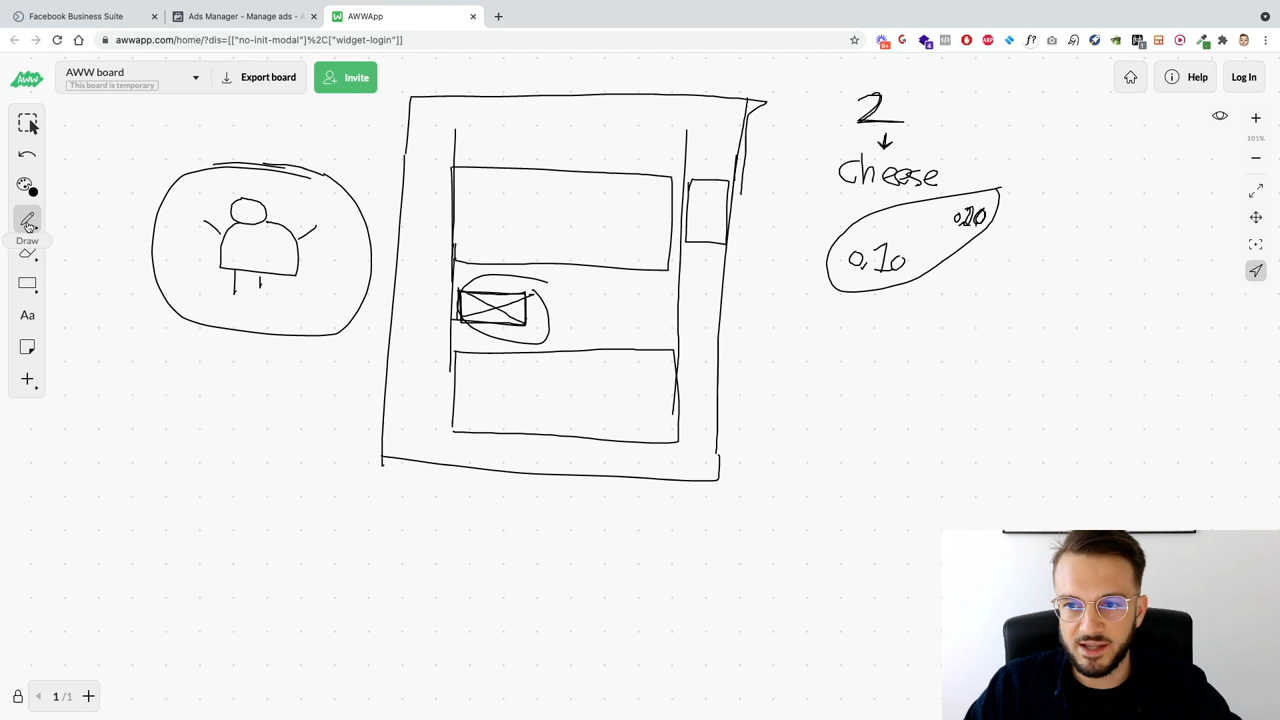 Facebook Business Suite
Ads Manager - Manage ads - A
AWWApp
awwapp.com/home/?dis=[["no-init-modal"]%2C["widget-login"]]
AWW
AWW board
This board is temporary
Export board
Invite
Help
Log In
2
cheese
0.10
Draw
Aa
101%
1 /1